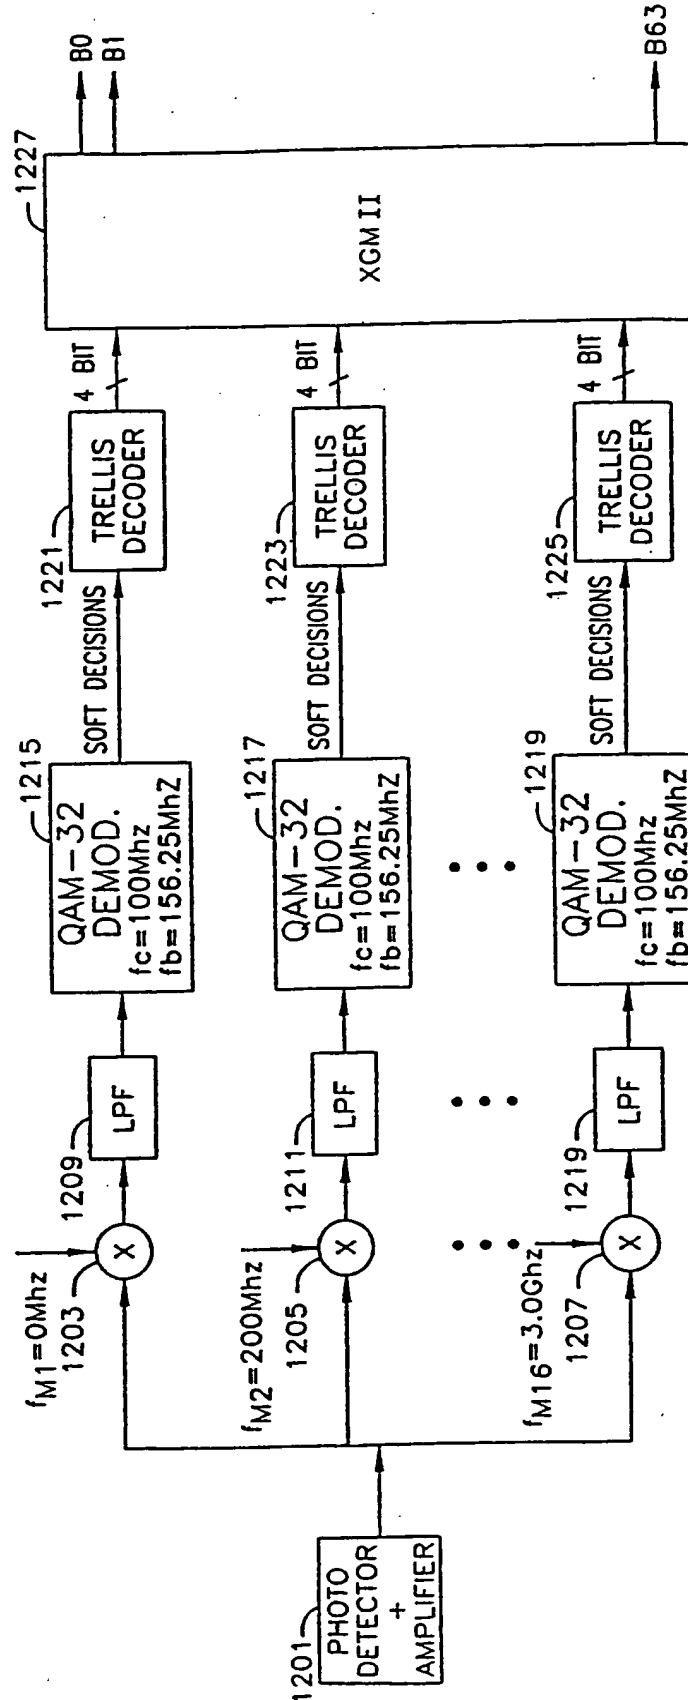 1201
PHOTO
DETECTOR
+
AMPLIFIER
fM1=0Mhz
1203
X
1209
LPF
1215
QAM-32
DEMOD.
fc=100Mhz
fb=156.25MhZ
SOFT DECISIONS
1221
TRELLIS
DECODER
4 BIT
fM2=200Mhz
1205
X
1211
LPF
1217
QAM-32
DEMOD.
fc=100Mhz
fb=156.25MhZ
SOFT DECISIONS
1223
TRELLIS
DECODER
4 BIT
fM16=3.0Ghz
1207
X
1219
LPF
1219
QAM-32
DEMOD.
fc=100Mhz
fb=156.25MhZ
SOFT DECISIONS
1225
TRELLIS
DECODER
4 BIT
1227
XGM II
B0
B1
B63